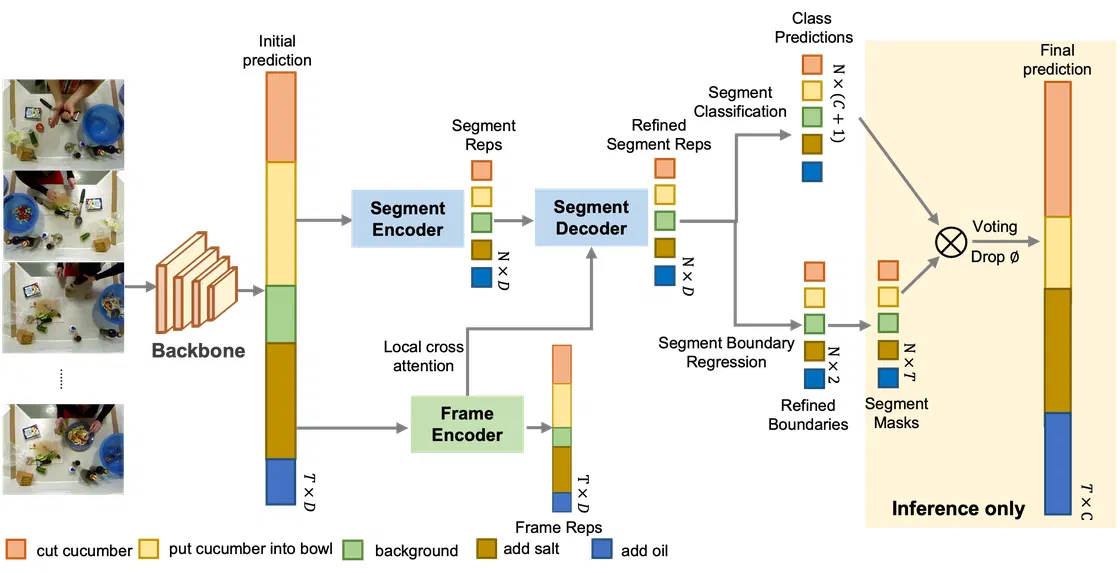 Initial
prediction
Backbone
T × D
Segment
Encoder
Segment
Reps
N × D
Local cross
attention
Frame
Encoder
T × D
Frame Reps
Segment
Decoder
Refined
Segment Reps
N × D
Segment
Classification
Class
Predictions
N × (C + 1)
Segment Boundary
Regression
N × 2
Refined
Boundaries
N × T
Segment
Masks
Voting
Drop ∅
Final
prediction
T × C
Inference only
cut cucumber
put cucumber into bowl
background
add salt
add oil